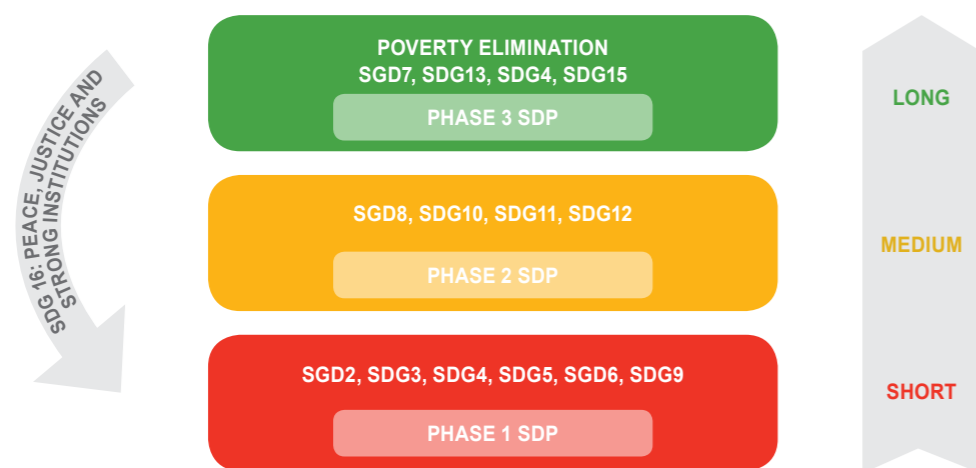 SDG 16: PEACE, JUSTICE AND
STRONG INSTITUTIONS
POVERTY ELIMINATION
SGD7, SDG13, SDG4, SDG15
PHASE 3 SDP
LONG
SGD8, SDG10, SDG11, SDG12
PHASE 2 SDP
MEDIUM
SGD2, SDG3, SDG4, SDG5, SGD6, SDG9
PHASE 1 SDP
SHORT